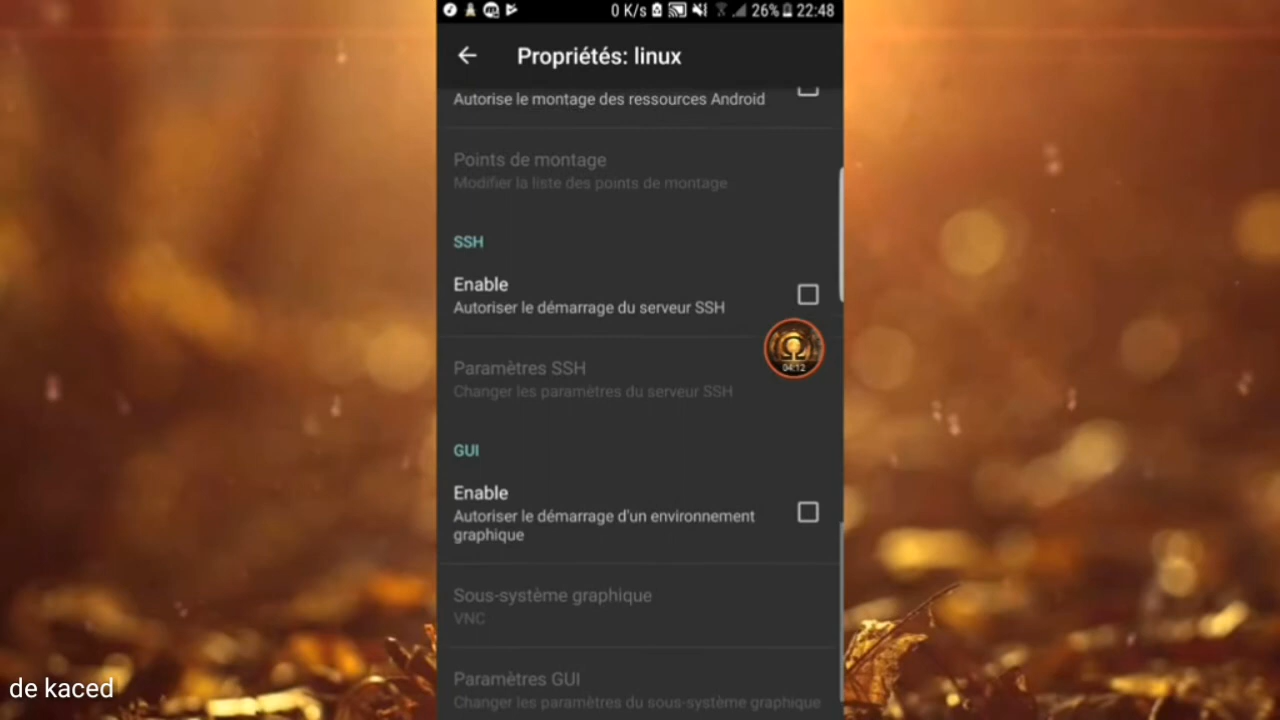 0 K/s 26% 22:48
Propriétés: linux
Autorise le montage des ressources Android
Points de montage
Modifier la liste des points de montage
SSH
Enable
Autoriser le démarrage du serveur SSH
04:12
Paramètres SSH
Changer les paramètres du serveur SSH
GUI
Enable
Autoriser le démarrage d'un environnement
graphique
Sous-système graphique
VNC
Paramètres GUI
Changer les paramètres du sous-système graphique
de kaced